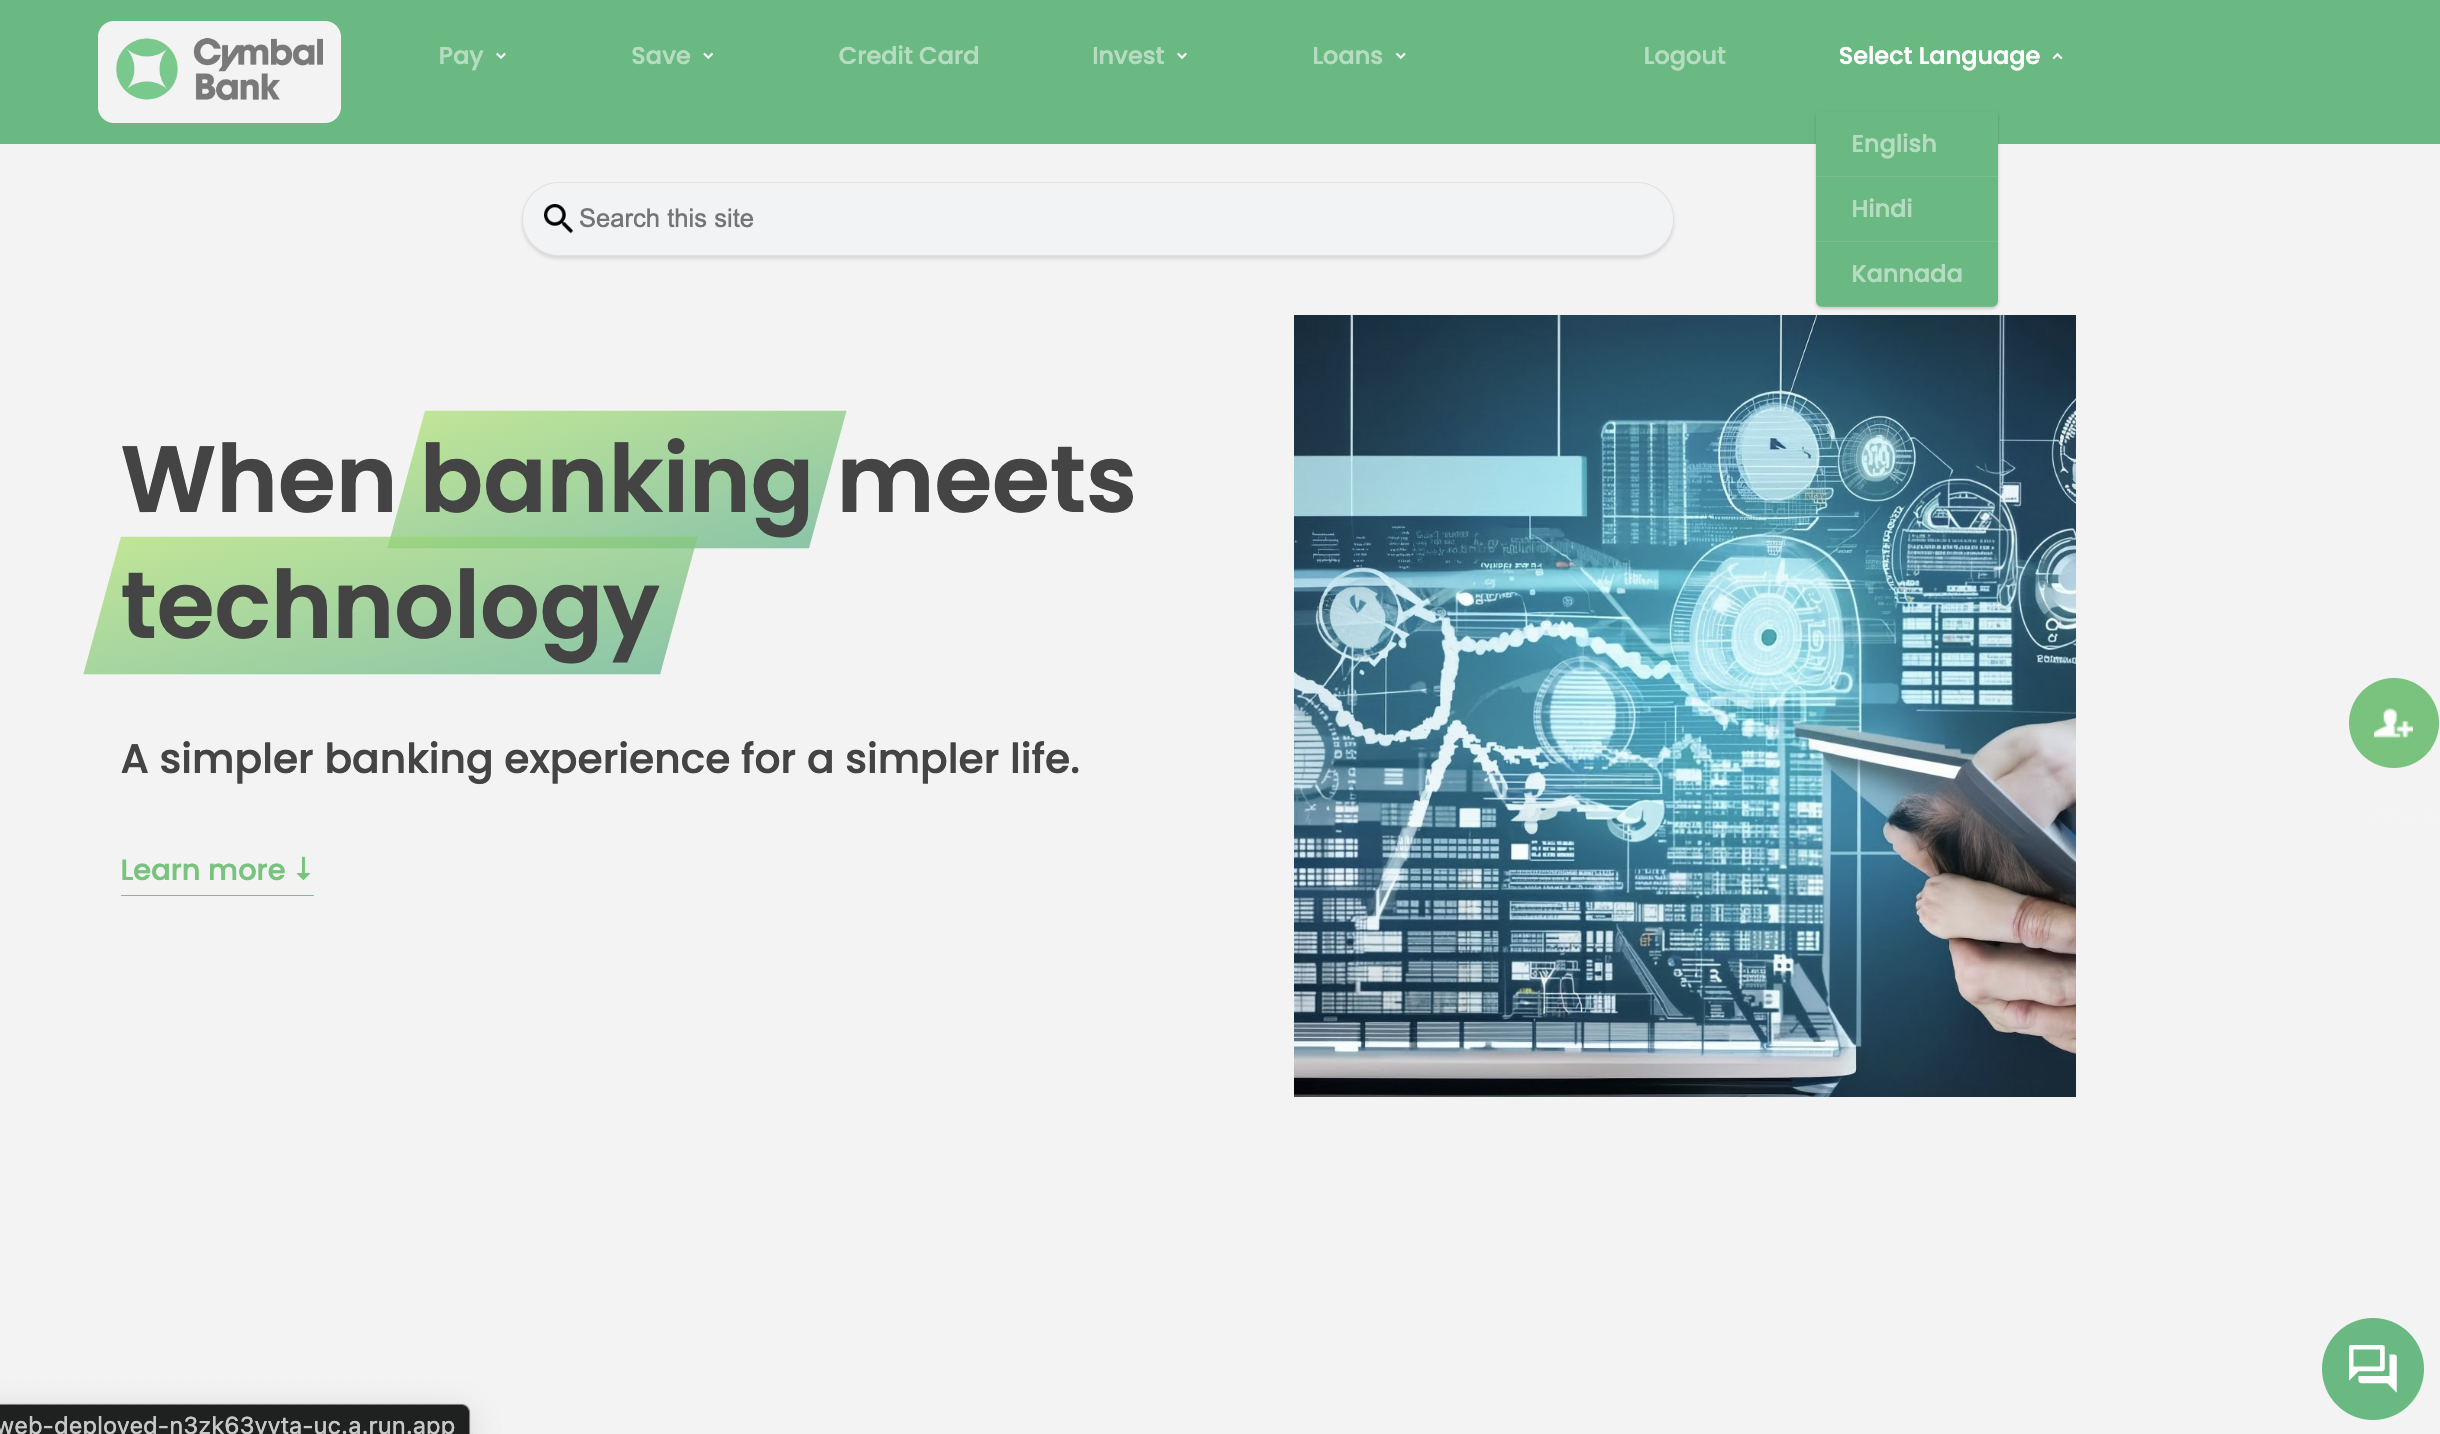 Cymbal
Bank
Pay
Save
Credit Card
Invest
Loans
Logout
Select Language
English
Hindi
Kannada
Search this site
When banking meets
technology
A simpler banking experience for a simpler life.
Learn more ↓
web-deployed-n3zk63vvta-uc.a.run.app